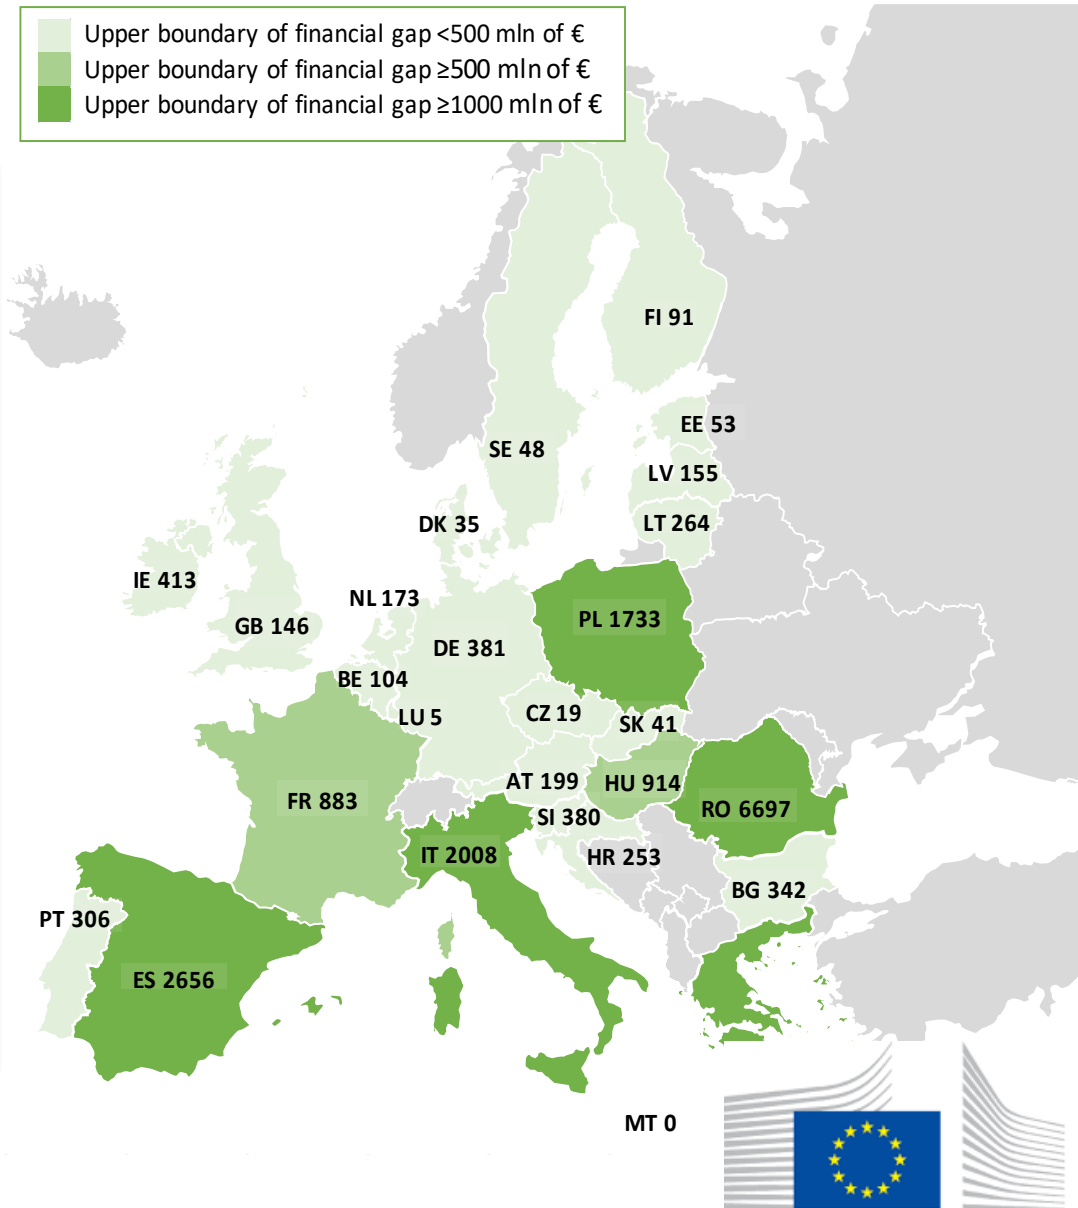 Upper boundary of financial gap <500 mln of €
Upper boundary of financial gap ≥500 mln of €
Upper boundary of financial gap ≥1000 mln of €
FI 91
EE 53
SE 48
LV 155
DK 35
LT 264
IE 413
NL 173
GB 146
PL 1733
DE 381
BE 104
LU 5
CZ 19
SK 41
AT 199
HU 914
FR 883
RO 6697
SI 380
IT 2008
HR 253
BG 342
PT 306
ES 2656
MT 0